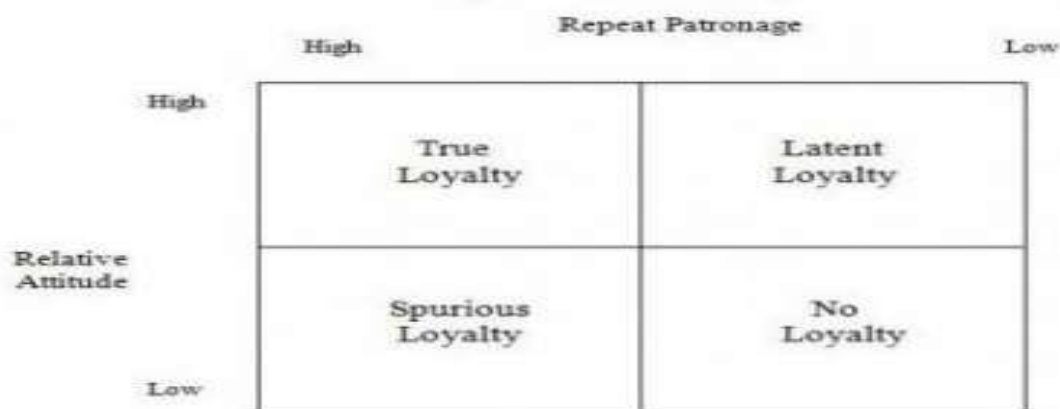 Repeat Patronage
High
Low
High
True
Loyalty
Latent
Loyalty
Relative
Attitude
Spurious
Loyalty
No
Loyalty
Low